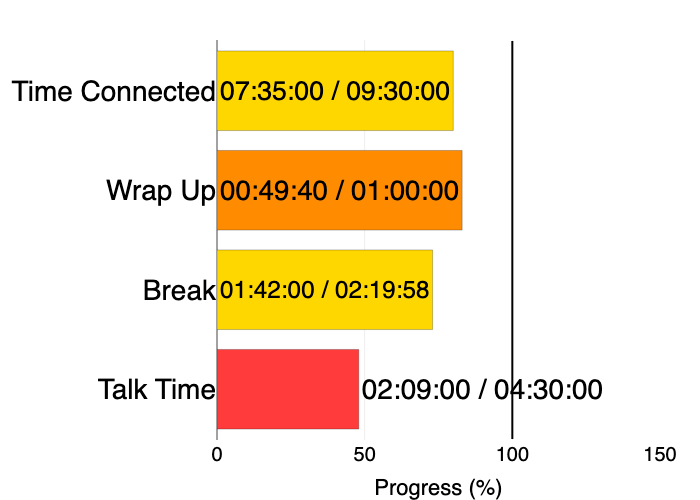 Time Connected 07:35:00 / 09:30:00
Wrap Up 00:49:40 / 01:00:00
Break 01:42:00 / 02:19:58
Talk Time 02:09:00 / 04:30:00
0 50 100 150
Progress (%)